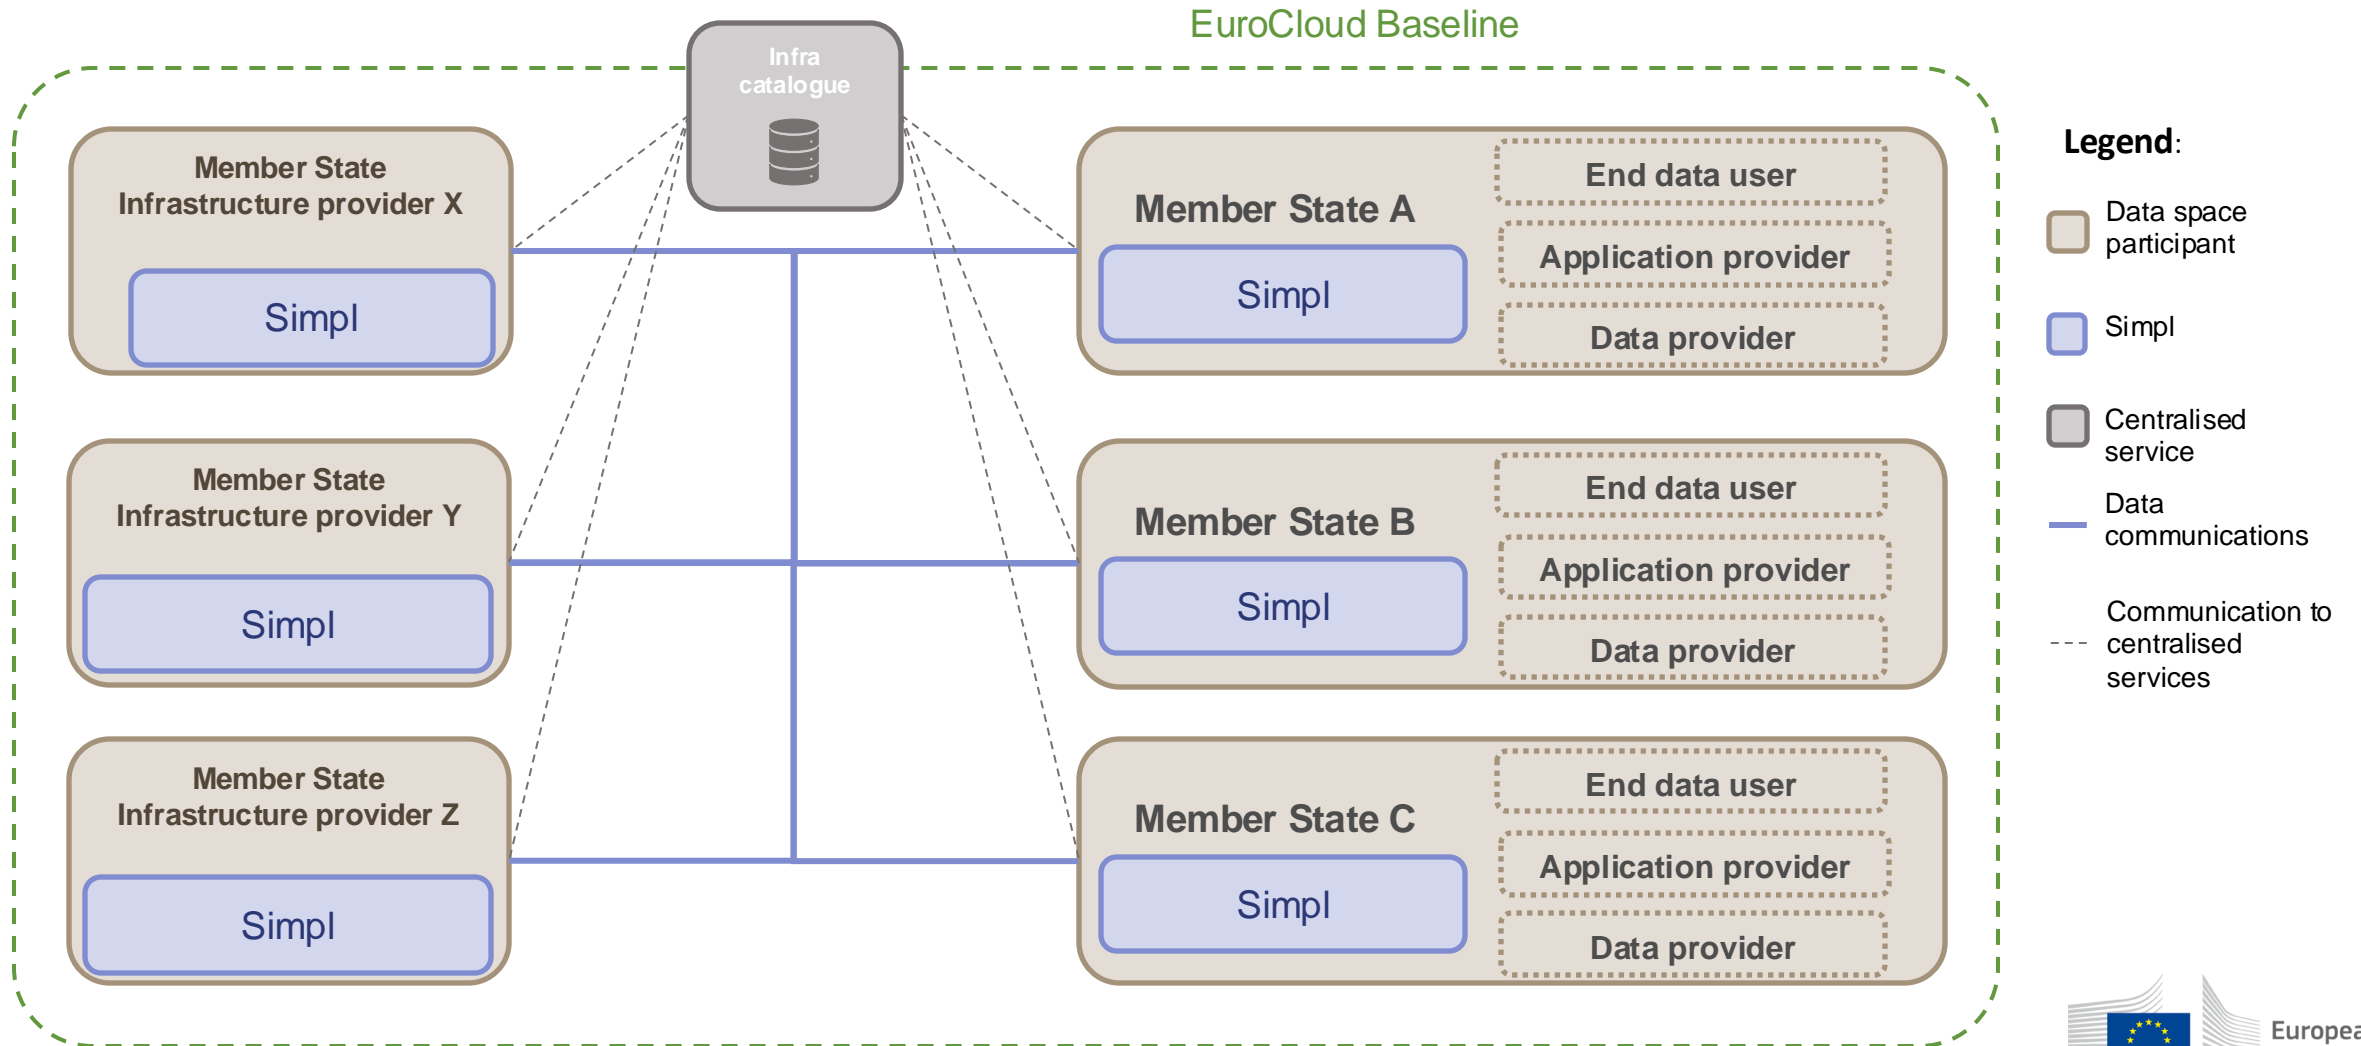 EuroCloud Baseline
Infra
catalogue
Member State
Infrastructure provider X
Simpl
Member State
Infrastructure provider Y
Simpl
Member State
Infrastructure provider Z
Simpl
Member State A
Simpl
End data user
Application provider
Data provider
Member State B
Simpl
End data user
Application provider
Data provider
Member State C
Simpl
End data user
Application provider
Data provider
Legend:
Data space
participant
Simpl
Centralised
service
Data
communications
Communication to
centralised
services